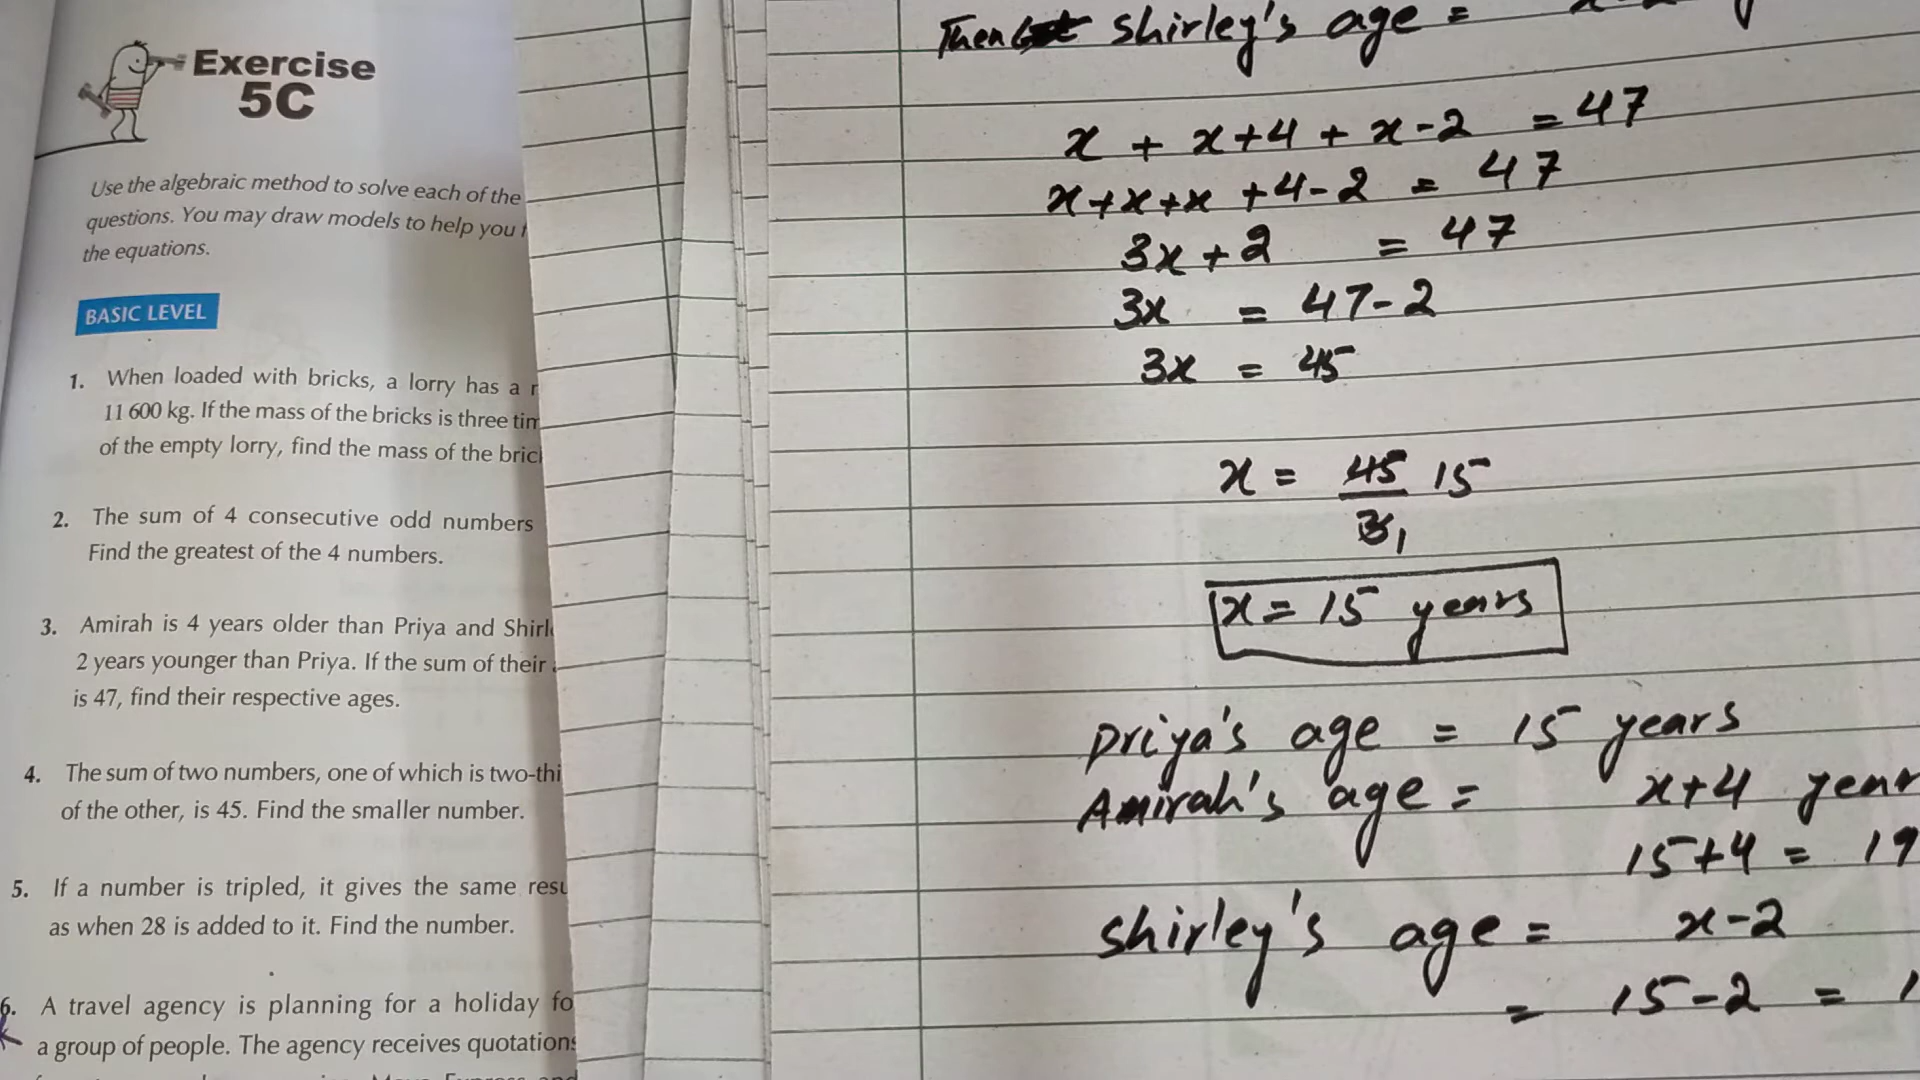 Exercise
5C
Use the algebraic method to solve each of the
questions. You may draw models to help you
the equations.
BASIC LEVEL
1. When loaded with bricks, a lorry has a
11 600 kg. If the mass of the bricks is three
of the empty lorry, find the mass of the
2. The sum of 4 consecutive odd numbers
Find the greatest of the 4 numbers.
3. Amirah is 4 years older than Priya and
2 years younger than Priya. If the sum of their
is 47, find their respective ages.
4. The sum of two numbers, one of which is
of the other, is 45. Find the smaller number.
5. If a number is tripled, it gives the same
as when 28 is added to it. Find the number.
6. A travel agency is planning for a holiday
a group of people. The agency receives quotations
Then Shirley's age =
x + x+4 + x-2 = 47
x+x+x +4-2 = 47
3x+2 = 47
3x = 47-2
3x = 45
x = 45 15
3 1
x = 15 years
priya's age = 15 years
Amirah's age = x+4 year
15+4 = 19
shirley's age = x-2
= 15-2 =